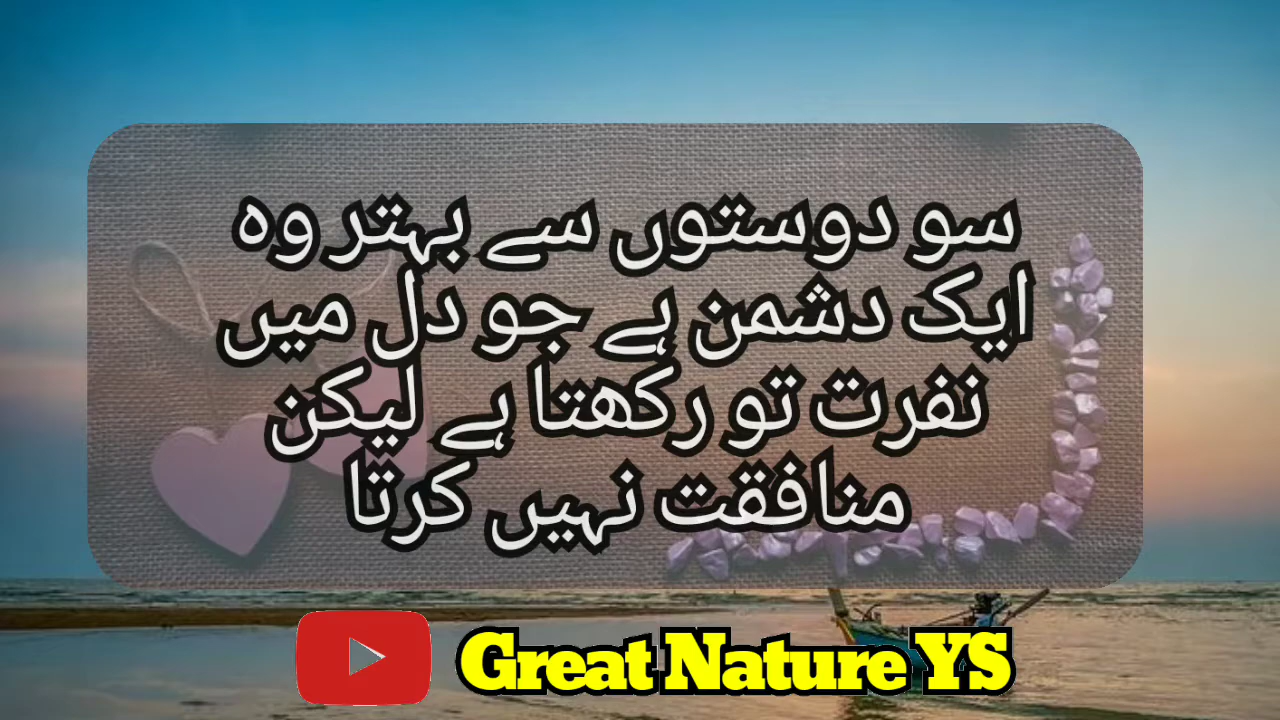 سو دوستوں سے بہتر وہ
ایک دشمن ہے جو دل میں
نفرت تو رکھتا ہے لیکن
منافقت نہیں کرتا
Great Nature YS